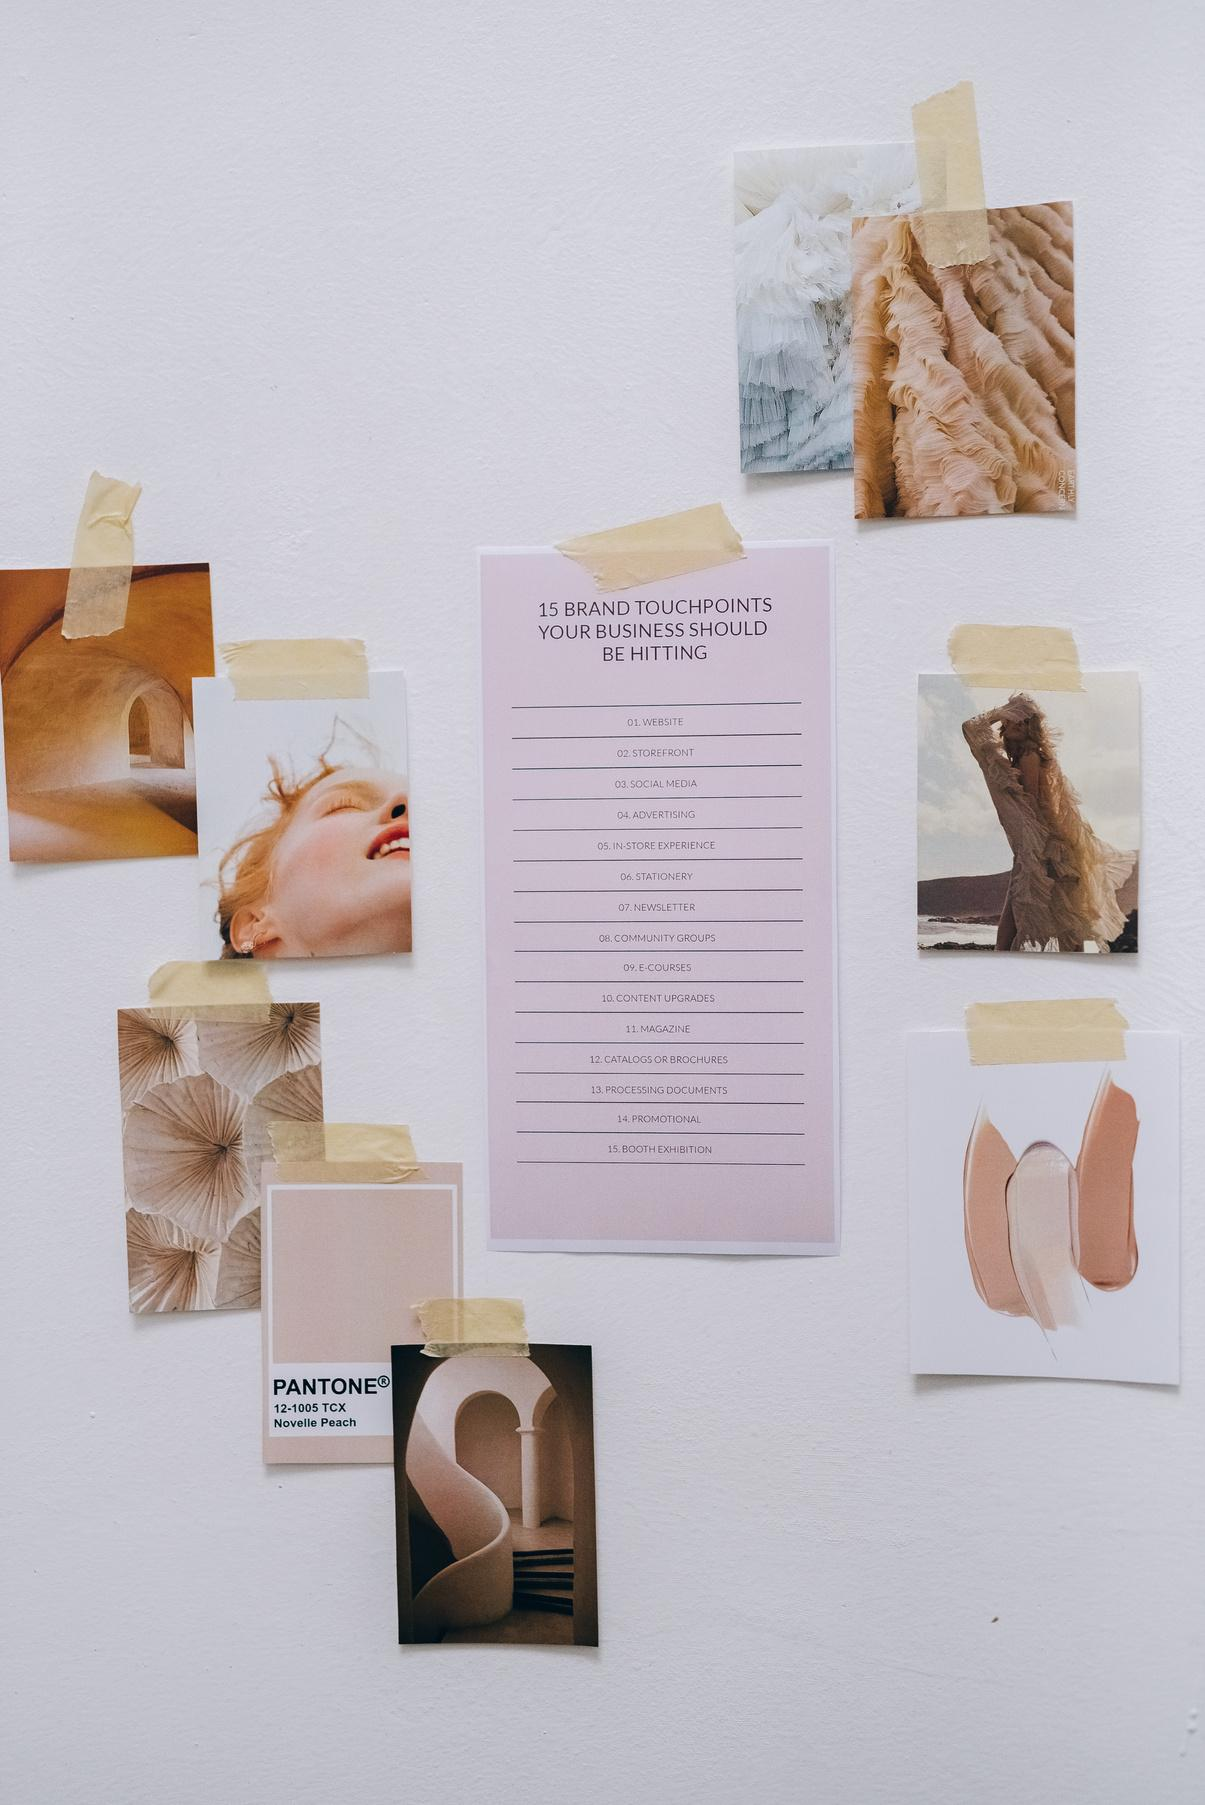 EARTHLY
CONCEPT
15 BRAND TOUCHPOINTS
YOUR BUSINESS SHOULD
BE HITTING
01. WEBSITE
02. STOREFRONT
03. SOCIAL MEDIA
04. ADVERTISING
05. IN-STORE EXPERIENCE
06. STATIONERY
07. NEWSLETTER
08. COMMUNITY GROUPS
09. E-COURSES
10. CONTENT UPGRADES
11. MAGAZINE
12. CATALOGS OR BROCHURES
13. PROCESSING DOCUMENTS
14. PROMOTIONAL
15. BOOTH EXHIBITION
PANTONE®
12-1005 TCX
Novelle Peach